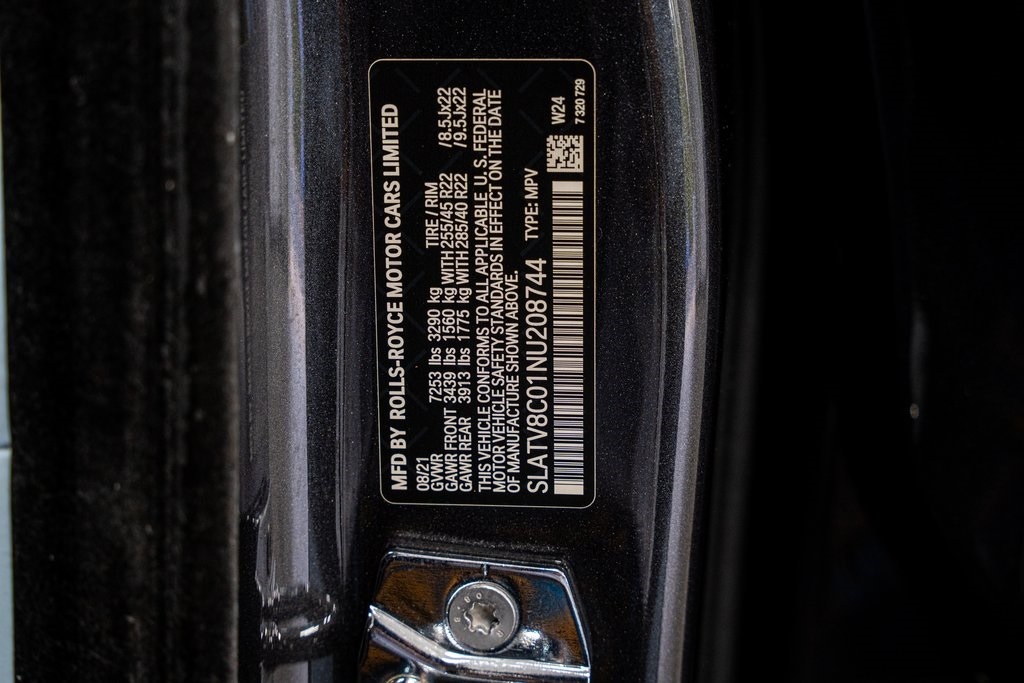 MFD BY ROLLS-ROYCE MOTOR CARS LIMITED
08/21
GVWR 7253 lbs 3290 kg TIRE / RIM
GAWR FRONT 3439 lbs 1560 kg WITH 255/45 R22 /8.5Jx22
GAWR REAR 3913 lbs 1775 kg WITH 285/40 R22 /9.5Jx22
THIS VEHICLE CONFORMS TO ALL APPLICABLE U.S. FEDERAL
MOTOR VEHICLE SAFETY STANDARDS IN EFFECT ON THE DATE
OF MANUFACTURE SHOWN ABOVE.
SLATV8C01NU208744 TYPE: MPV
W24
7 320 729